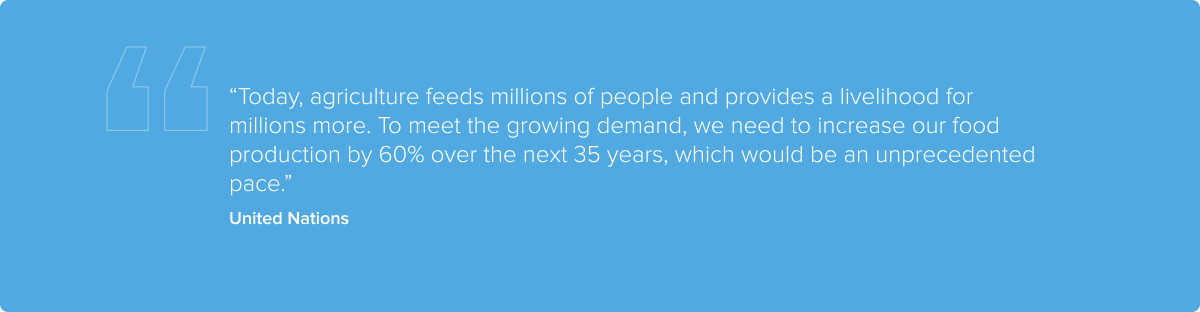 “Today, agriculture feeds millions of people and provides a livelihood for
millions more. To meet the growing demand, we need to increase our food
production by 60% over the next 35 years, which would be an unprecedented
pace.”
United Nations